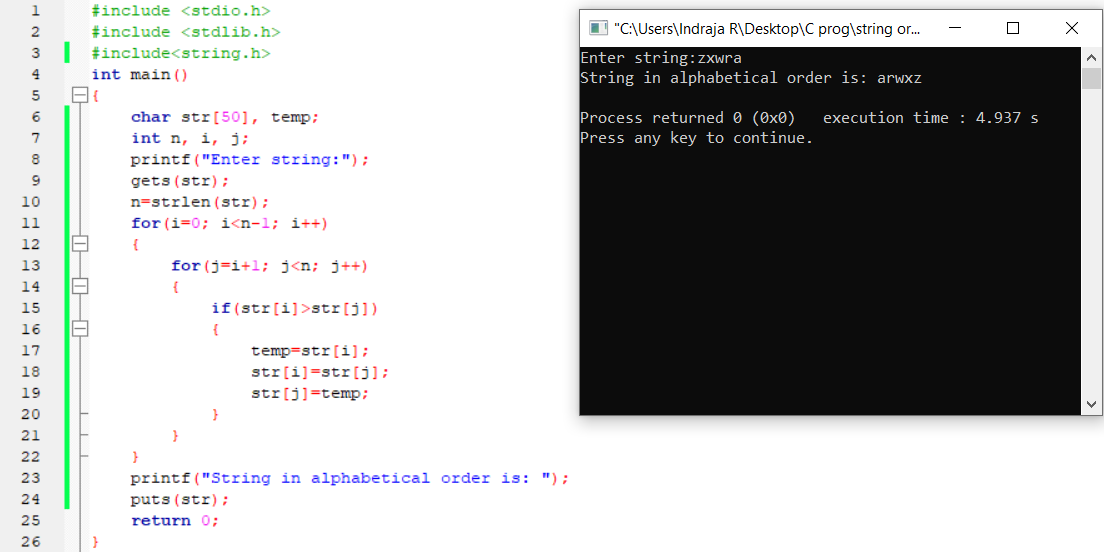 1 #include <stdio.h>
2 #include <stdlib.h>
3 #include<string.h>
4 int main()
5 {
6 char str[50], temp;
7 int n, i, j;
8 printf("Enter string:");
9 gets(str);
10 n=strlen(str);
11 for(i=0; i<n-1; i++)
12 {
13 for(j=i+1; j<n; j++)
14 {
15 if(str[i]>str[j])
16 {
17 temp=str[i];
18 str[i]=str[j];
19 str[j]=temp;
20 }
21 }
22 }
23 printf("String in alphabetical order is: ");
24 puts(str);
25 return 0;
26 }
"C:\Users\Indraja R\Desktop\C prog\string or...
Enter string:zxwra
String in alphabetical order is: arwxz
Process returned 0 (0x0)   execution time : 4.937 s
Press any key to continue.